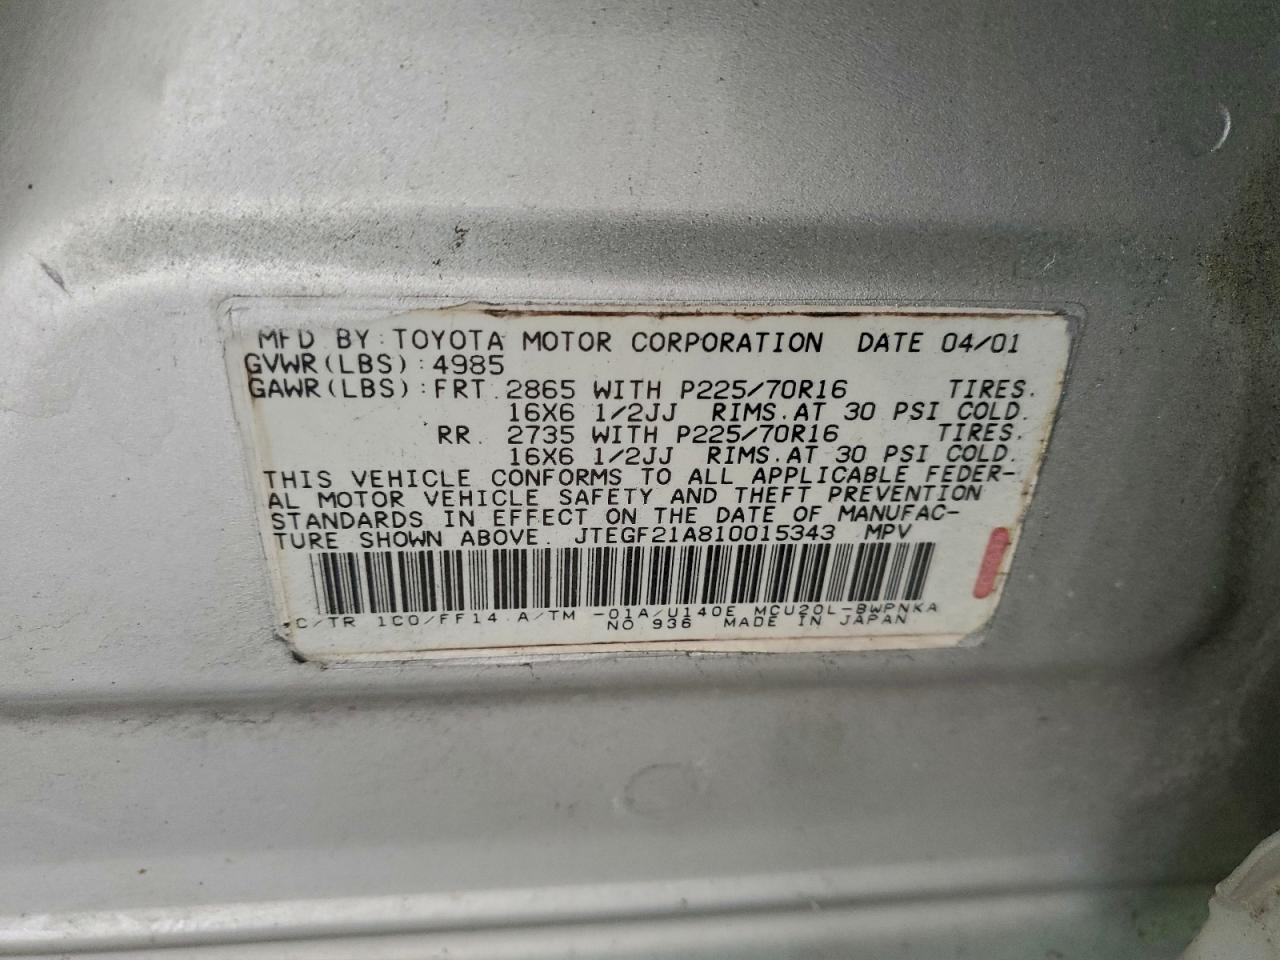 MFD BY: TOYOTA MOTOR CORPORATION DATE 04/01
GVWR(LBS): 4985
GAWR(LBS): FRT. 2865 WITH P225/70R16 TIRES.
16X6 1/2JJ RIMS.AT 30 PSI COLD.
RR. 2735 WITH P225/70R16 TIRES.
16X6 1/2JJ RIMS.AT 30 PSI COLD.
THIS VEHICLE CONFORMS TO ALL APPLICABLE FEDER-
AL MOTOR VEHICLE SAFETY AND THEFT PREVENTION
STANDARDS IN EFFECT ON THE DATE OF MANUFAC-
TURE SHOWN ABOVE. JTEGF21A810015343 MPV
C/TR 1C0/FF14 A/TM -01A/U140E MCU20L-BWPNKA
NO 936 MADE IN JAPAN